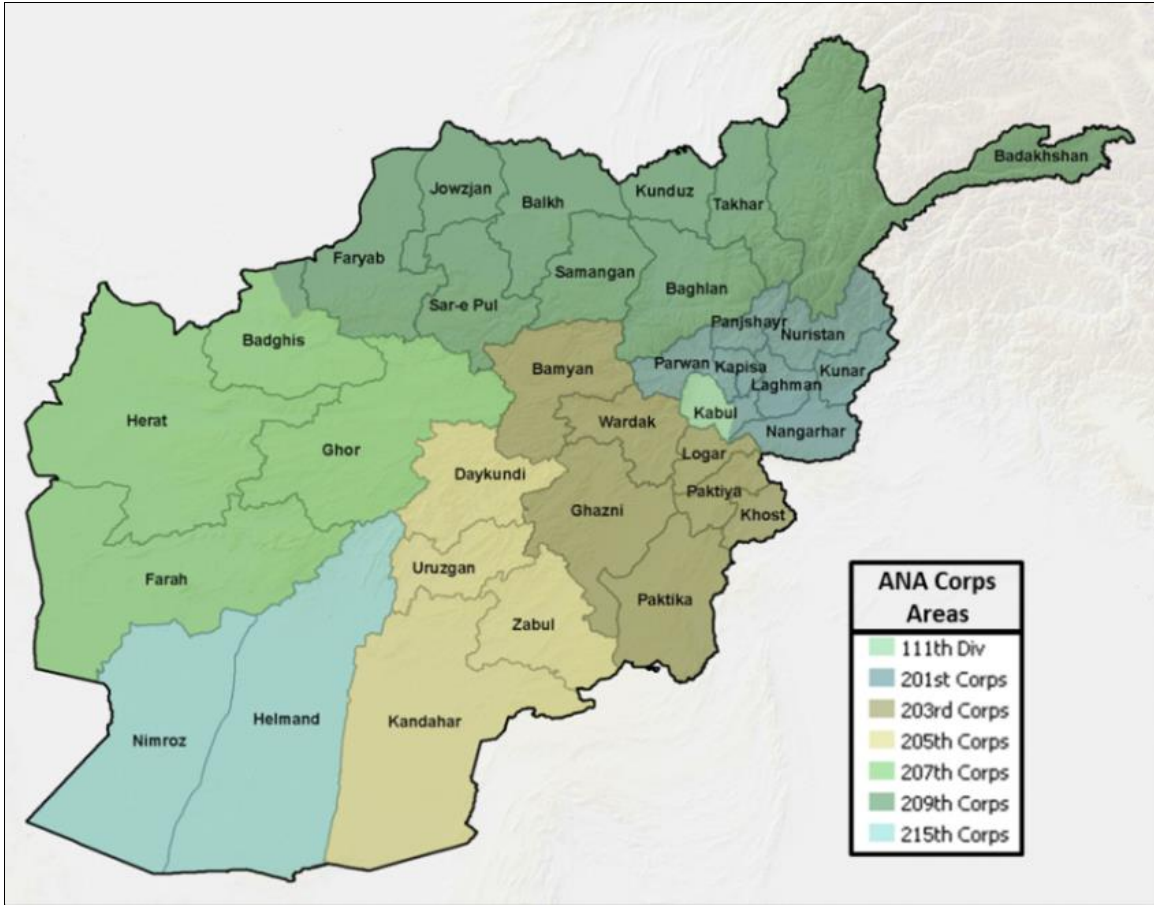 Badakhshan
Jowzjan
Balkh
Kunduz
Takhar
Faryab
Samangan
Baghlan
Sar-e Pul
Panjshayr
Nuristan
Badghis
Parwan
Kapisa
Kunar
Bamyan
Laghman
Herat
Wardak
Kabul
Nangarhar
Ghor
Logar
Daykundi
Paktiya
Ghazni
Khost
Farah
Uruzgan
Paktika
Zabul
Helmand
Kandahar
Nimroz
ANA Corps
Areas
111th Div
201st Corps
203rd Corps
205th Corps
207th Corps
209th Corps
215th Corps